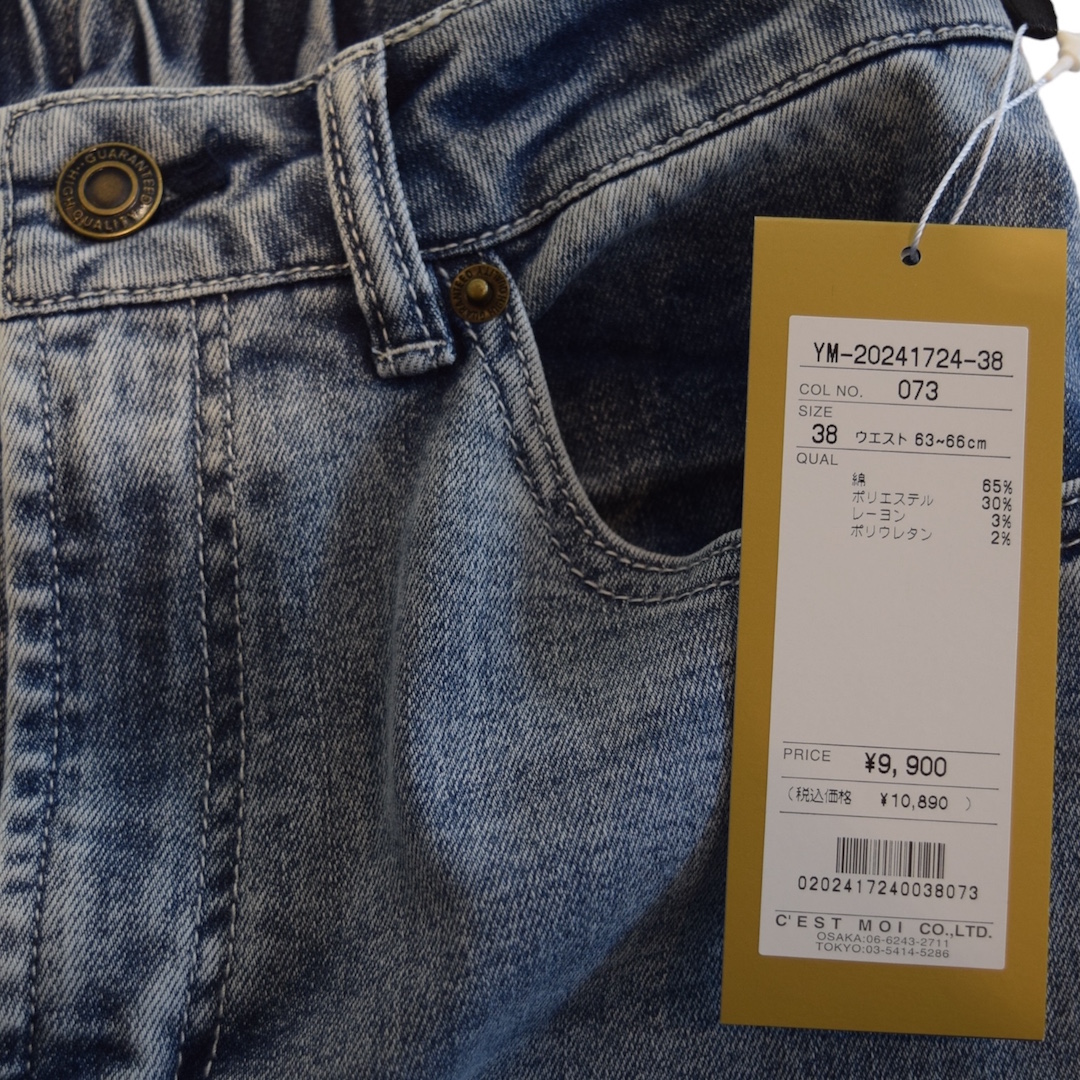 GUARANTEED
HIGH QUALITY
YM-20241724-38
COL NO. 073
SIZE
38 ウエスト 63~66cm
QUAL
綿 65%
ポリエステル 30%
レーヨン 3%
ポリウレタン 2%
PRICE ¥9,900
(税込価格 ¥10,890 )
0202417240038073
C'EST MOI CO.,LTD.
OSAKA:06-6243-2711
TOKYO:03-5414-5286